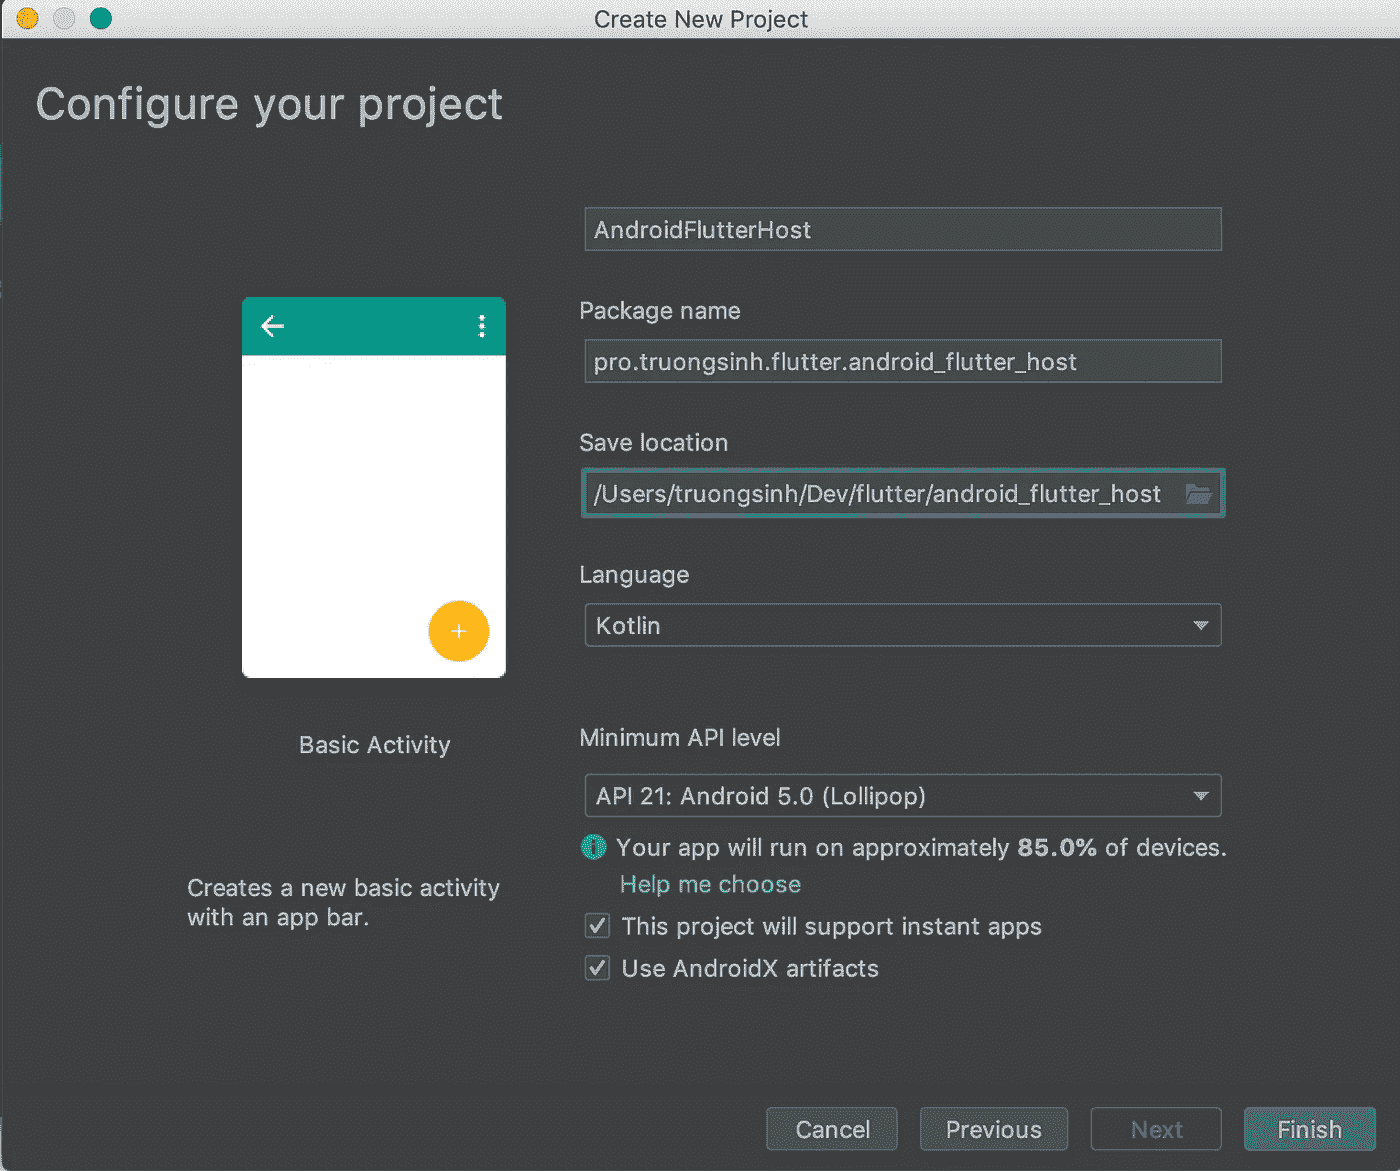 Create New Project
Configure your project
AndroidFlutterHost
Package name
pro.truongsinh.flutter.android_flutter_host
Save location
/Users/truongsinh/Dev/flutter/android_flutter_host
Language
Kotlin
Basic Activity
Minimum API level
API 21: Android 5.0 (Lollipop)
Your app will run on approximately 85.0% of devices.
Help me choose
Creates a new basic activity
with an app bar.
This project will support instant apps
Use AndroidX artifacts
Cancel
Previous
Next
Finish